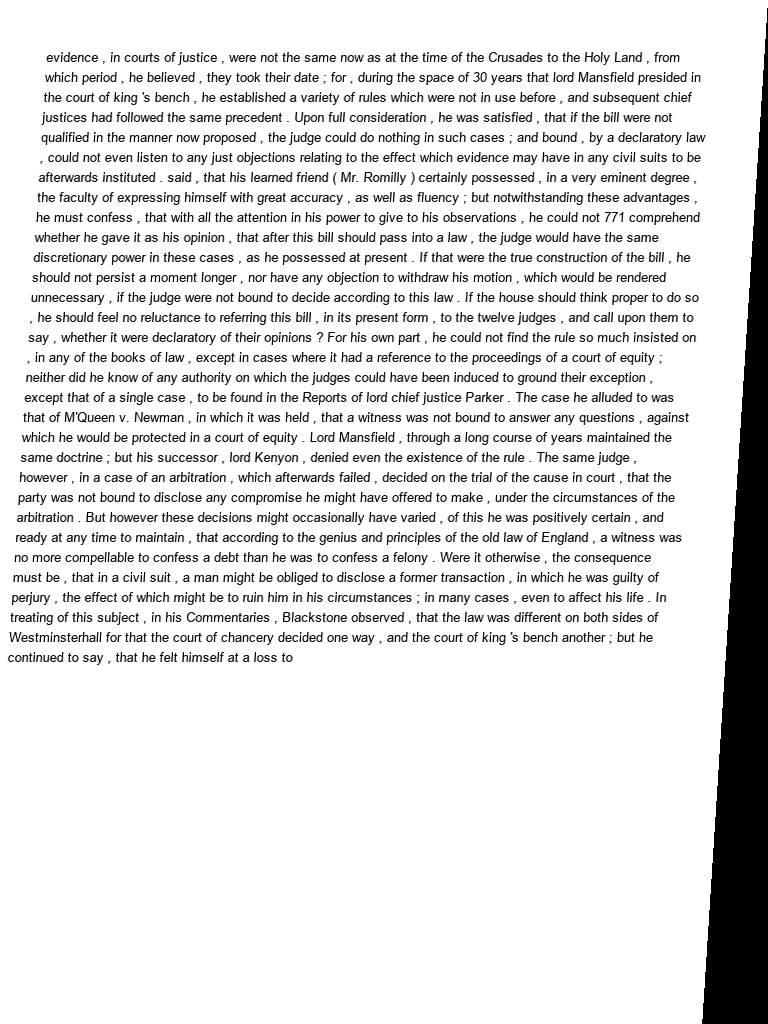 evidence , in courts of justice , were not the same now as at the time of the Crusades to the Holy Land , from
which period , he believed , they took their date ; for , during the space of 30 years that lord Mansfield presided in
the court of king 's bench , he established a variety of rules which were not in use before , and subsequent chief
justices had followed the same precedent . Upon full consideration , he was satisfied , that if the bill were not
qualified in the manner now proposed , the judge could do nothing in such cases ; and bound , by a declaratory law
, could not even listen to any just objections relating to the effect which evidence may have in any civil suits to be
afterwards instituted . said , that his learned friend ( Mr. Romilly ) certainly possessed , in a very eminent degree ,
the faculty of expressing himself with great accuracy , as well as fluency ; but notwithstanding these advantages ,
he must confess , that with all the attention in his power to give to his observations , he could not 771 comprehend
whether he gave it as his opinion , that after this bill should pass into a law , the judge would have the same
discretionary power in these cases , as he possessed at present . If that were the true construction of the bill , he
should not persist a moment longer , nor have any objection to withdraw his motion , which would be rendered
unnecessary , if the judge were not bound to decide according to this law . If the house should think proper to do so
, he should feel no reluctance to referring this bill , in its present form , to the twelve judges , and call upon them to
say , whether it were declaratory of their opinions ? For his own part , he could not find the rule so much insisted on
, in any of the books of law , except in cases where it had a reference to the proceedings of a court of equity ;
neither did he know of any authority on which the judges could have been induced to ground their exception ,
except that of a single case , to be found in the Reports of lord chief justice Parker . The case he alluded to was
that of M'Queen v. Newman , in which it was held , that a witness was not bound to answer any questions , against
which he would be protected in a court of equity . Lord Mansfield , through a long course of years maintained the
same doctrine ; but his successor , lord Kenyon , denied even the existence of the rule . The same judge ,
however , in a case of an arbitration , which afterwards failed , decided on the trial of the cause in court , that the
party was not bound to disclose any compromise he might have offered to make , under the circumstances of the
arbitration . But however these decisions might occasionally have varied , of this he was positively certain , and
ready at any time to maintain , that according to the genius and principles of the old law of England , a witness was
no more compellable to confess a debt than he was to confess a felony . Were it otherwise , the consequence
must be , that in a civil suit , a man might be obliged to disclose a former transaction , in which he was guilty of
perjury , the effect of which might be to ruin him in his circumstances ; in many cases , even to affect his life . In
treating of this subject , in his Commentaries , Blackstone observed , that the law was different on both sides of
Westminsterhall for that the court of chancery decided one way , and the court of king 's bench another ; but he
continued to say , that he felt himself at a loss to